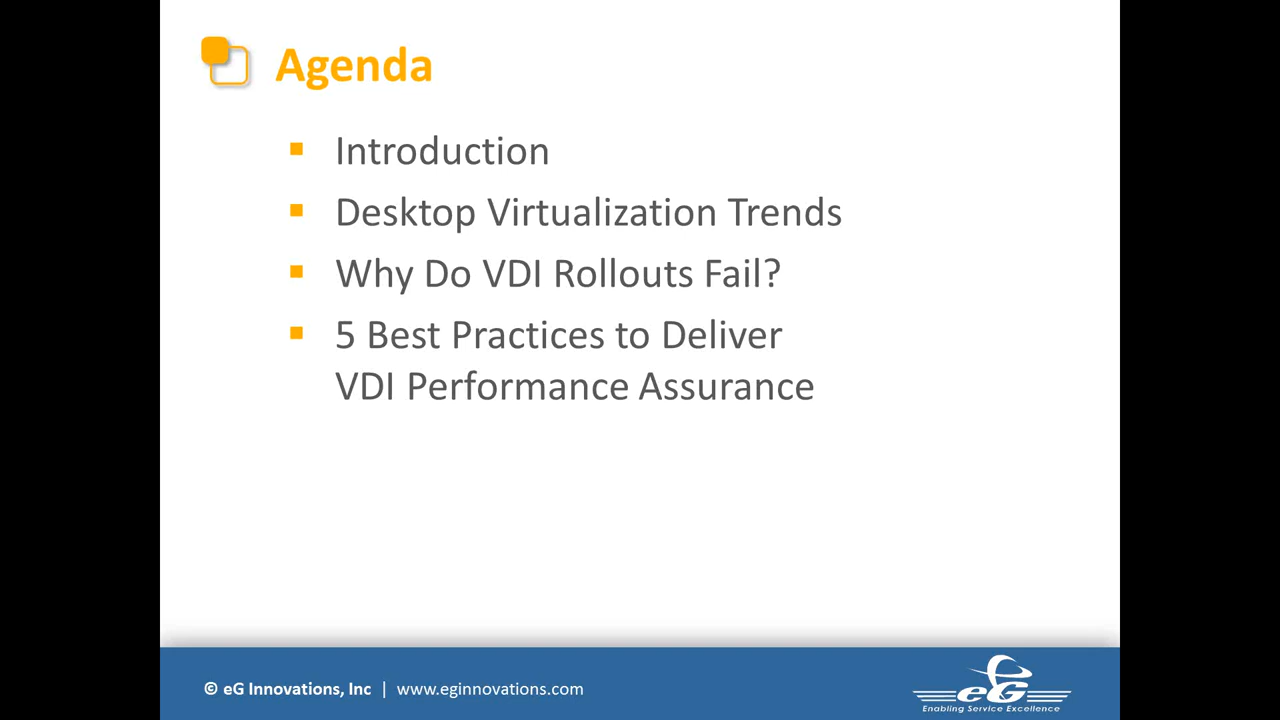 Agenda
Introduction
Desktop Virtualization Trends
Why Do VDI Rollouts Fail?
5 Best Practices to Deliver
VDI Performance Assurance
© eG Innovations, Inc | www.eginnovations.com
eG
Enabling Service Excellence